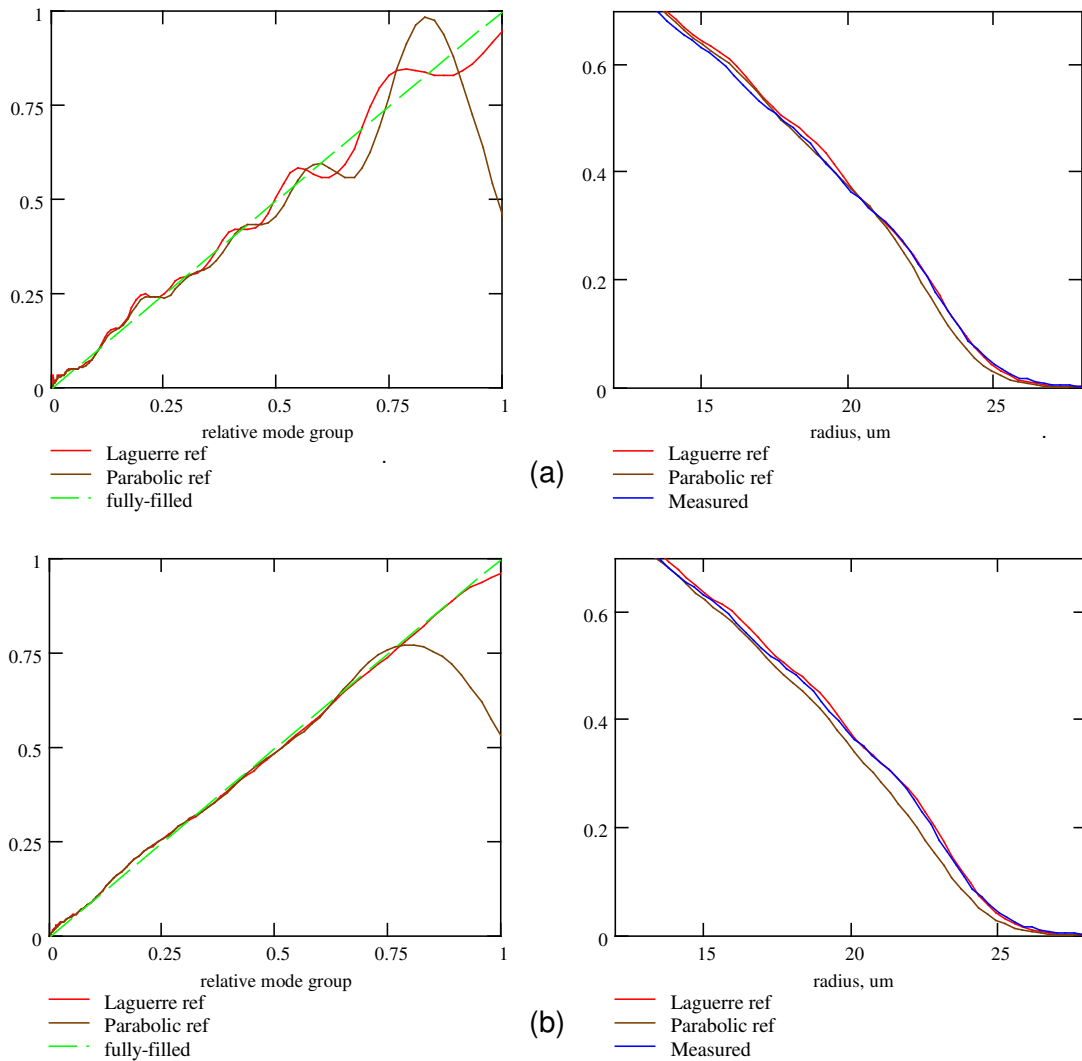 1
0.75
0.5
0.25
0
0 0.25 0.5 0.75 1
relative mode group
Laguerre ref
Parabolic ref
fully-filled
0.6
0.4
0.2
0
15 20 25
radius, um
Laguerre ref
Parabolic ref
Measured
(a)
1
0.75
0.5
0.25
0
0 0.25 0.5 0.75 1
relative mode group
Laguerre ref
Parabolic ref
fully-filled
0.6
0.4
0.2
0
15 20 25
radius, um
Laguerre ref
Parabolic ref
Measured
(b)